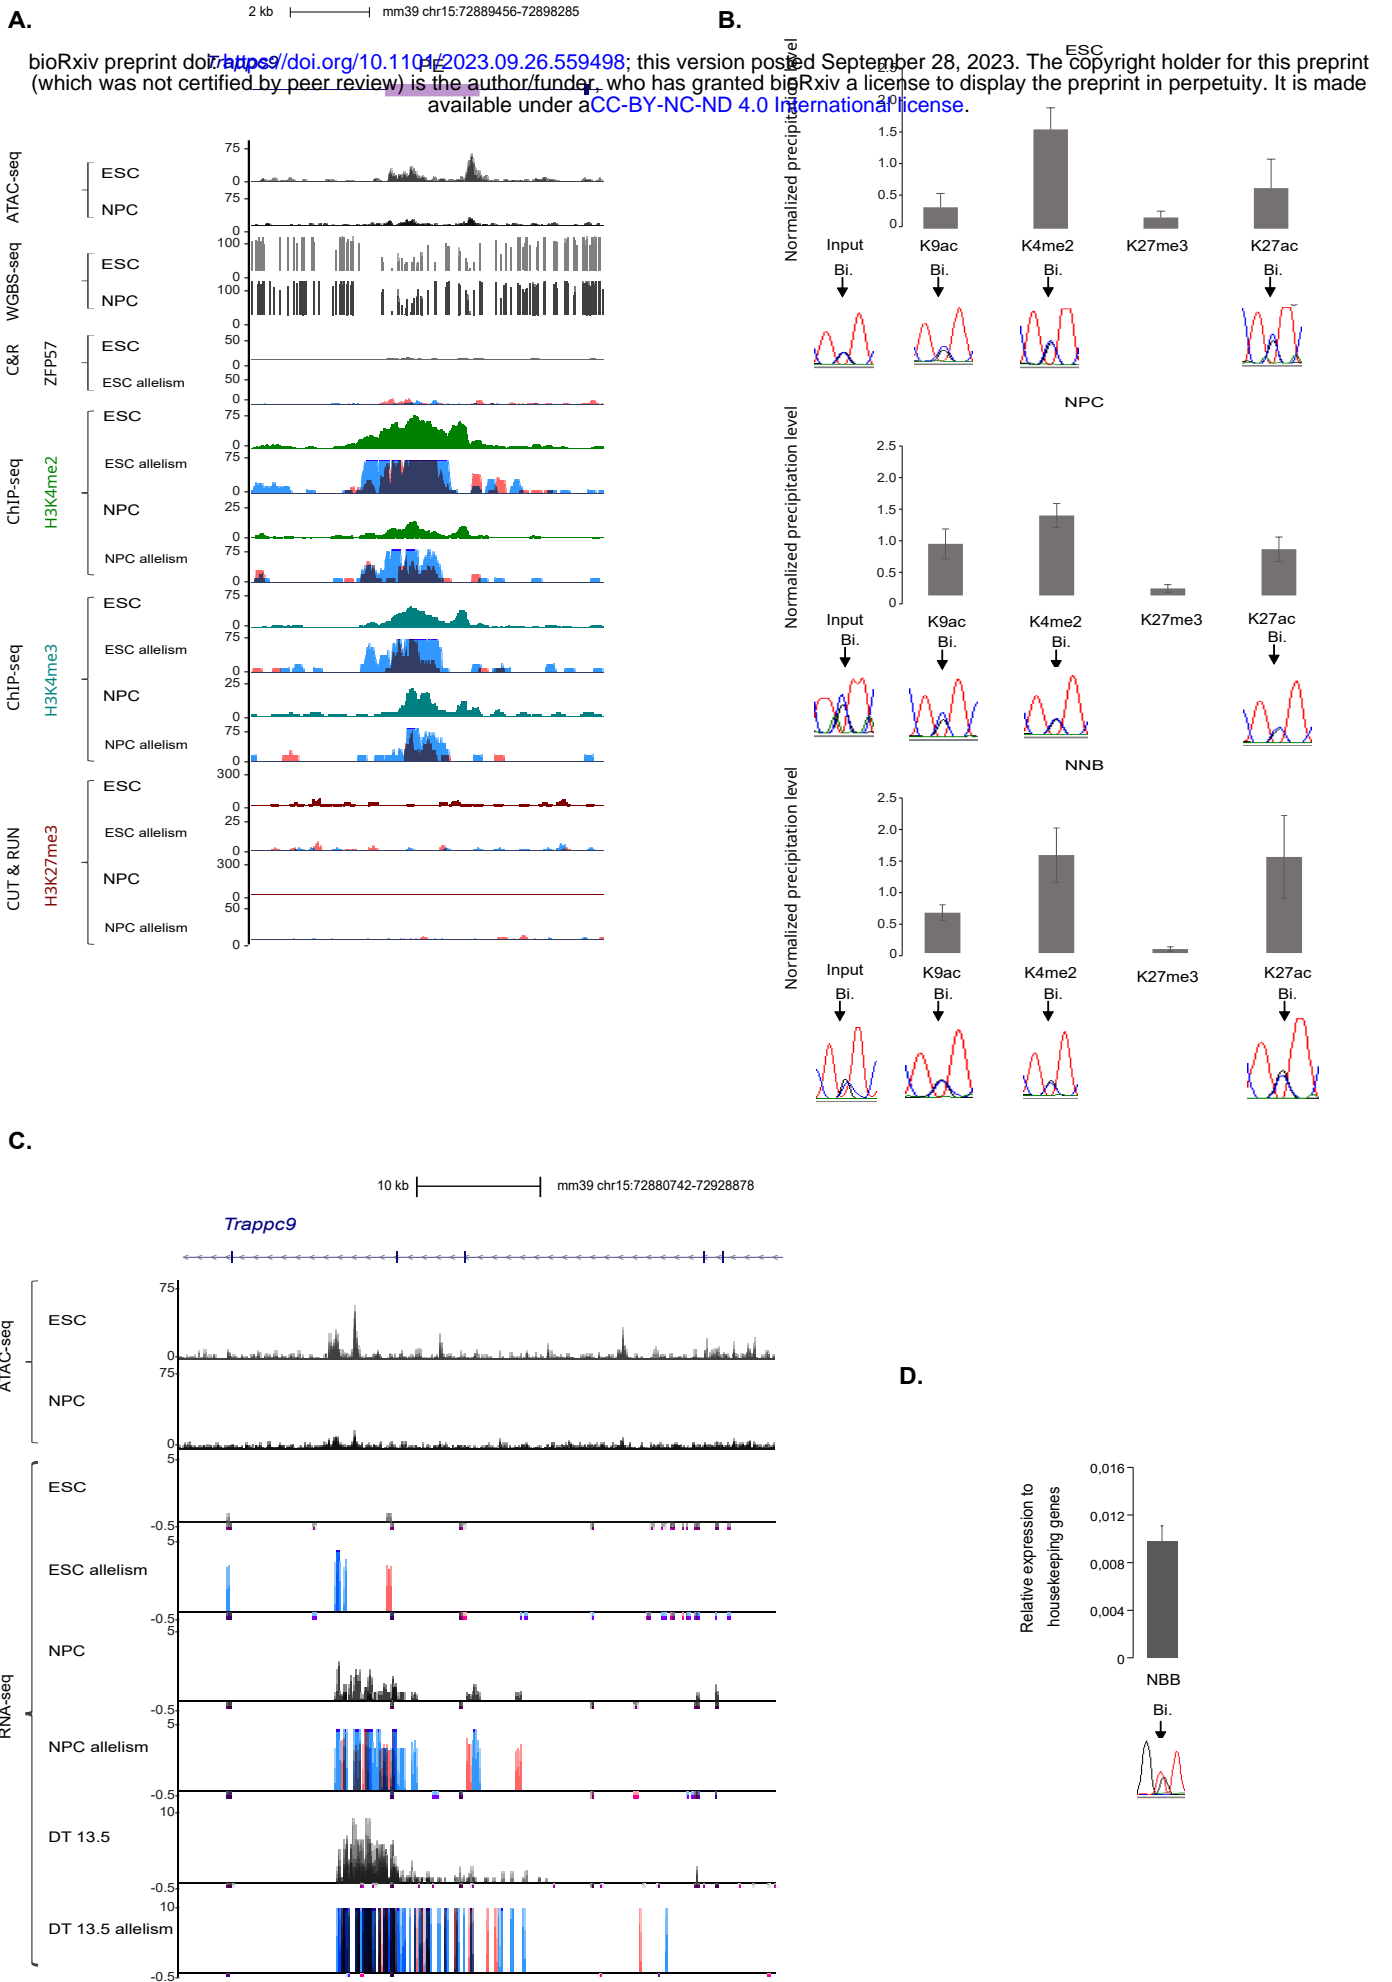 A.
2 kb
mm39 chr15:72889456-72898285
B.
bioRxiv preprint doi: https://doi.org/10.1101/2023.09.26.559498; this version posted September 28, 2023. The copyright holder for this preprint
(which was not certified by peer review) is the author/funder, who has granted bioRxiv a license to display the preprint in perpetuity. It is made
available under aCC-BY-NC-ND 4.0 International license.
Trappc9
PE
ATAC-seq
ESC
75
0
NPC
75
0
WGBS-seq
ESC
100
0
NPC
100
0
C&R
ZFP57
ESC
50
0
ESC allelism
50
0
ChIP-seq
H3K4me2
ESC
75
0
ESC allelism
75
0
NPC
25
0
NPC allelism
75
0
ChIP-seq
H3K4me3
ESC
75
0
ESC allelism
75
0
NPC
25
0
NPC allelism
75
0
CUT & RUN
H3K27me3
ESC
300
0
ESC allelism
25
0
NPC
300
0
NPC allelism
50
0
ESC
Normalized precipitation level
2.5
2.0
1.5
1.0
0.5
0
Input K9ac K4me2 K27me3 K27ac
Bi. Bi. Bi. Bi.
NPC
Normalized precipitation level
2.5
2.0
1.5
1.0
0.5
0
Input K9ac K4me2 K27me3 K27ac
Bi. Bi. Bi. Bi.
NNB
Normalized precipitation level
2.5
2.0
1.5
1.0
0.5
0
Input K9ac K4me2 K27me3 K27ac
Bi. Bi. Bi. Bi.
C.
10 kb
mm39 chr15:72880742-72928878
Trappc9
ATAC-seq
ESC
75
0
NPC
75
0
RNA-seq
ESC
5
-0.5
ESC allelism
5
-0.5
NPC
5
-0.5
NPC allelism
5
-0.5
DT 13.5
10
-0.5
DT 13.5 allelism
10
-0.5
D.
Relative expression to
housekeeping genes
0,016
0,012
0,008
0,004
0
NBB
Bi.